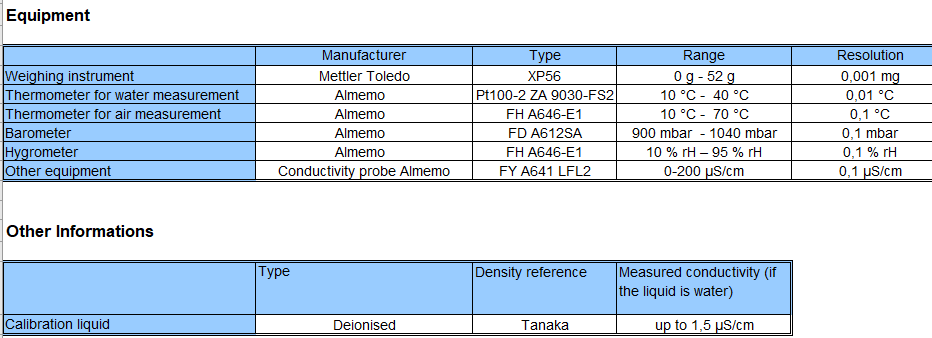 Equipment
Manufacturer Type Range Resolution
Weighing instrument Mettler Toledo XP56 0 g - 52 g 0,001 mg
Thermometer for water measurement Almemo Pt100-2 ZA 9030-FS2 10 °C - 40 °C 0,01 °C
Thermometer for air measurement Almemo FH A646-E1 10 °C - 70 °C 0,1 °C
Barometer Almemo FD A612SA 900 mbar - 1040 mbar 0,1 mbar
Hygrometer Almemo FH A646-E1 10 % rH – 95 % rH 0,1 % rH
Other equipment Conductivity probe Almemo FY A641 LFL2 0-200 µS/cm 0,1 µS/cm
Other Informations
Type Density reference Measured conductivity (if
the liquid is water)
Calibration liquid Deionised Tanaka up to 1,5 µS/cm